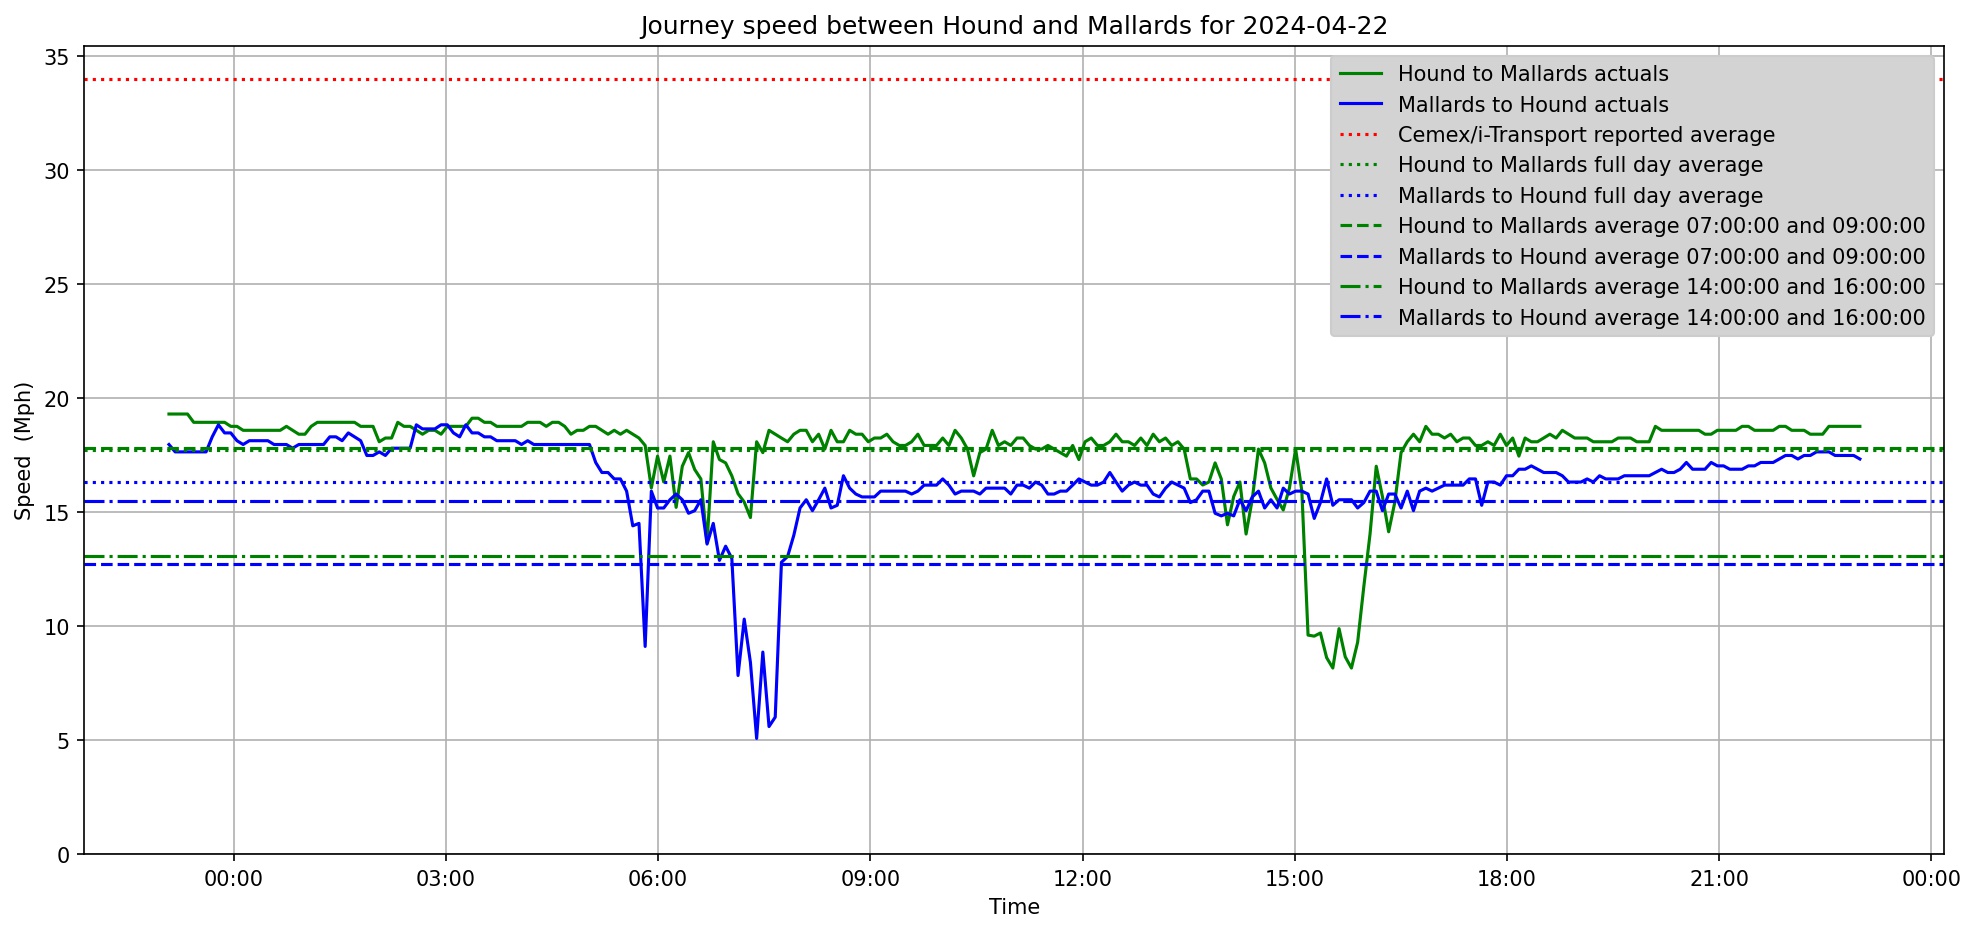 Journey speed between Hound and Mallards for 2024-04-22
Speed (Mph)
35
30
25
20
15
10
5
0
Hound to Mallards actuals
Mallards to Hound actuals
Cemex/i-Transport reported average
Hound to Mallards full day average
Mallards to Hound full day average
Hound to Mallards average 07:00:00 and 09:00:00
Mallards to Hound average 07:00:00 and 09:00:00
Hound to Mallards average 14:00:00 and 16:00:00
Mallards to Hound average 14:00:00 and 16:00:00
00:00 03:00 06:00 09:00 12:00 15:00 18:00 21:00 00:00
Time